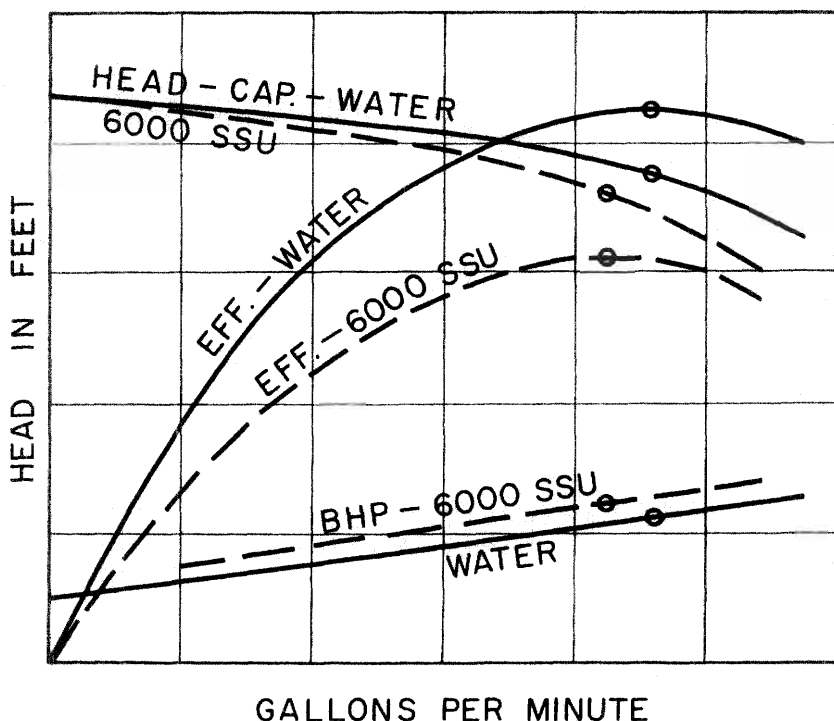 HEAD - CAP. - WATER
6000 SSU
EFF. - WATER
EFF. - 6000 SSU
BHP - 6000 SSU
WATER
HEAD IN FEET
GALLONS PER MINUTE